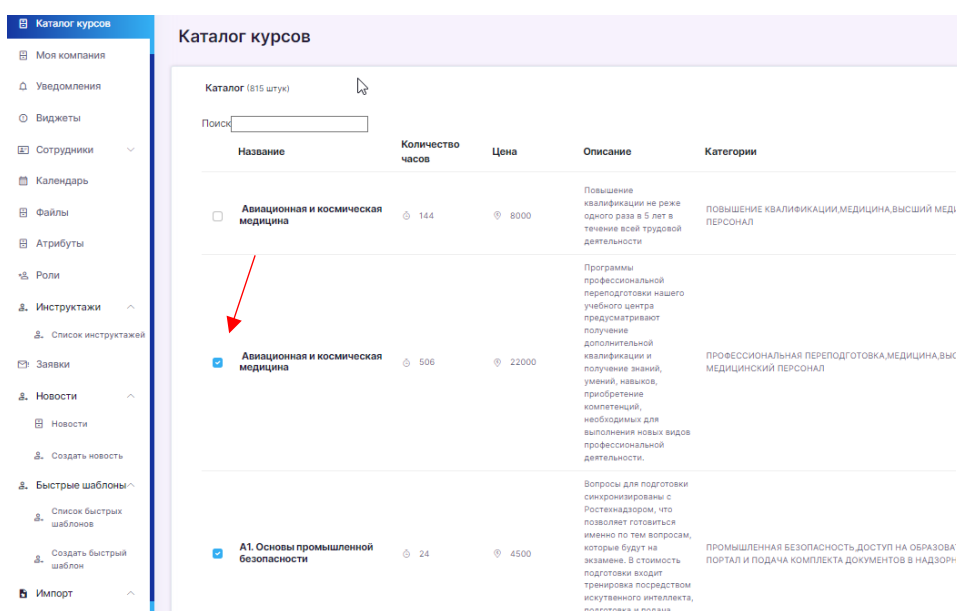 Каталог курсов
Моя компания
Уведомления
Виджеты
Сотрудники
Календарь
Файлы
Атрибуты
Роли
Инструктажи
Список инструктажей
Заявки
Новости
Новости
Создать новость
Быстрые шаблоны
Список быстрых
шаблонов
Создать быстрый
шаблон
Импорт
Каталог курсов
Каталог (815 штук)
Поиск
Название
Количество
часов
Цена
Описание
Категории
Авиационная и космическая
медицина
144
8000
Повышение
квалификации не реже
одного раза в 5 лет в
течение всей трудовой
деятельности
ПОВЫШЕНИЕ КВАЛИФИКАЦИИ,МЕДИЦИНА,ВЫСШИЙ
ПЕРСОНАЛ
Авиационная и космическая
медицина
506
22000
Программы
профессиональной
переподготовки нашего
учебного центра
предусматривают
получение
дополнительной
квалификации и
получение знаний,
умений, навыков,
приобретение
компетенций,
необходимых для
выполнения новых видов
профессиональной
деятельности.
ПРОФЕССИОНАЛЬНАЯ ПЕРЕПОДГОТОВКА,МЕДИЦИНА,
МЕДИЦИНСКИЙ ПЕРСОНАЛ
А1. Основы промышленной
безопасности
24
4500
Вопросы для подготовки
синхронизированы с
Ростехнадзором, что
позволяет готовиться
именно по тем вопросам,
которые будут на
экзамене. В стоимость
подготовки входит
тренировка посредством
искутвенного интеллекта,
подготовка и подача
ПРОМЫШЛЕННАЯ БЕЗОПАСНОСТЬ,ДОСТУП НА
ПОРТАЛ И ПОДАЧА КОМПЛЕКТА ДОКУМЕНТОВ В